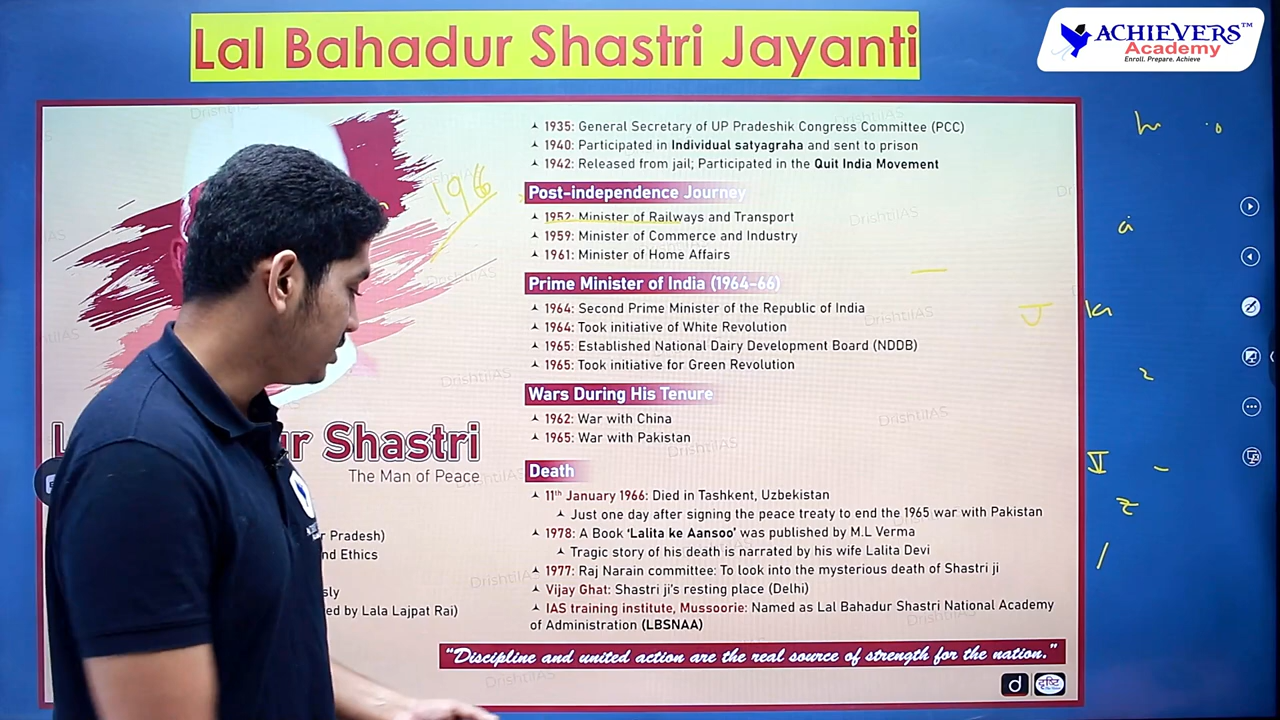 Lal Bahadur Shastri Jayanti
ACHIEVERS™
Academy
Enroll. Prepare. Achieve
1935: General Secretary of UP Pradeshik Congress Committee (PCC)
1940: Participated in Individual satyagraha and sent to prison
1942: Released from jail; Participated in the Quit India Movement
196
Post-independence Journey
1952: Minister of Railways and Transport
1959: Minister of Commerce and Industry
1961: Minister of Home Affairs
Prime Minister of India (1964-66)
1964: Second Prime Minister of the Republic of India
1964: Took initiative of White Revolution
1965: Established National Dairy Development Board (NDDB)
1965: Took initiative for Green Revolution
Wars During His Tenure
1962: War with China
1965: War with Pakistan
ur Shastri
The Man of Peace
Death
11th January 1966: Died in Tashkent, Uzbekistan
Just one day after signing the peace treaty to end the 1965 war with Pakistan
1978: A Book ‘Lalita ke Aansoo’ was published by M.L Verma
Tragic story of his death is narrated by his wife Lalita Devi
1977: Raj Narain committee: To look into the mysterious death of Shastri ji
Vijay Ghat: Shastri ji’s resting place (Delhi)
IAS training institute, Mussoorie: Named as Lal Bahadur Shastri National Academy
of Administration (LBSNAA)
r Pradesh)
nd Ethics
sly
ed by Lala Lajpat Rai)
“Discipline and united action are the real source of strength for the nation.”
d दृष्टि
DrishtiIAS
DrishtiIAS
DrishtiIAS
DrishtiIAS
DrishtiIAS
DrishtiIAS
DrishtiIAS
DrishtiIAS